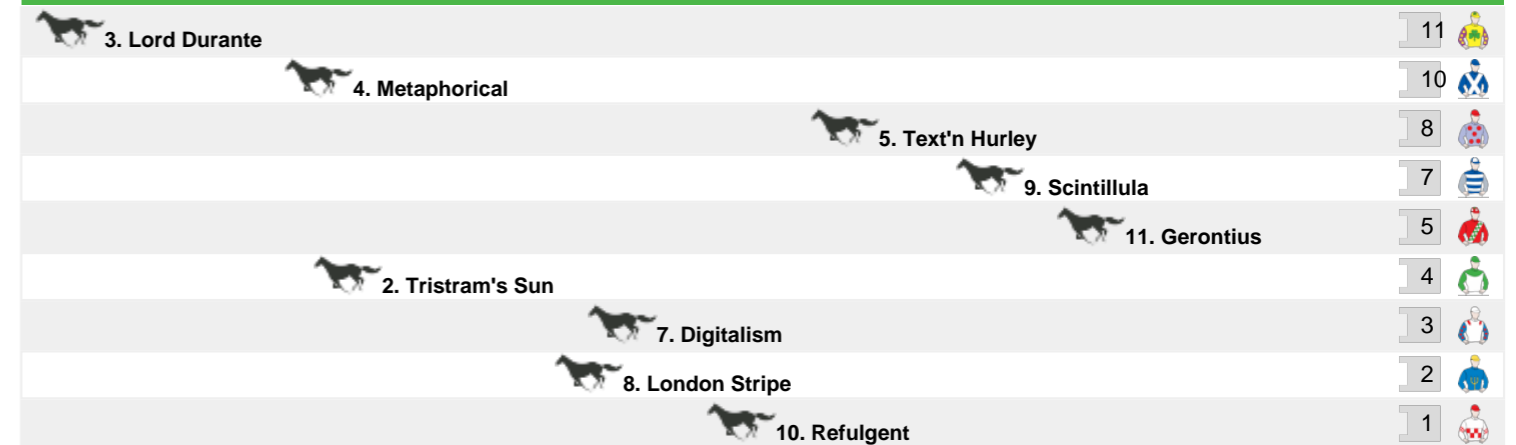 3. Lord Durante 11
4. Metaphorical 10
5. Text'n Hurley 8
9. Scintillula 7
11. Gerontius 5
2. Tristram's Sun 4
7. Digitalism 3
8. London Stripe 2
10. Refulgent 1